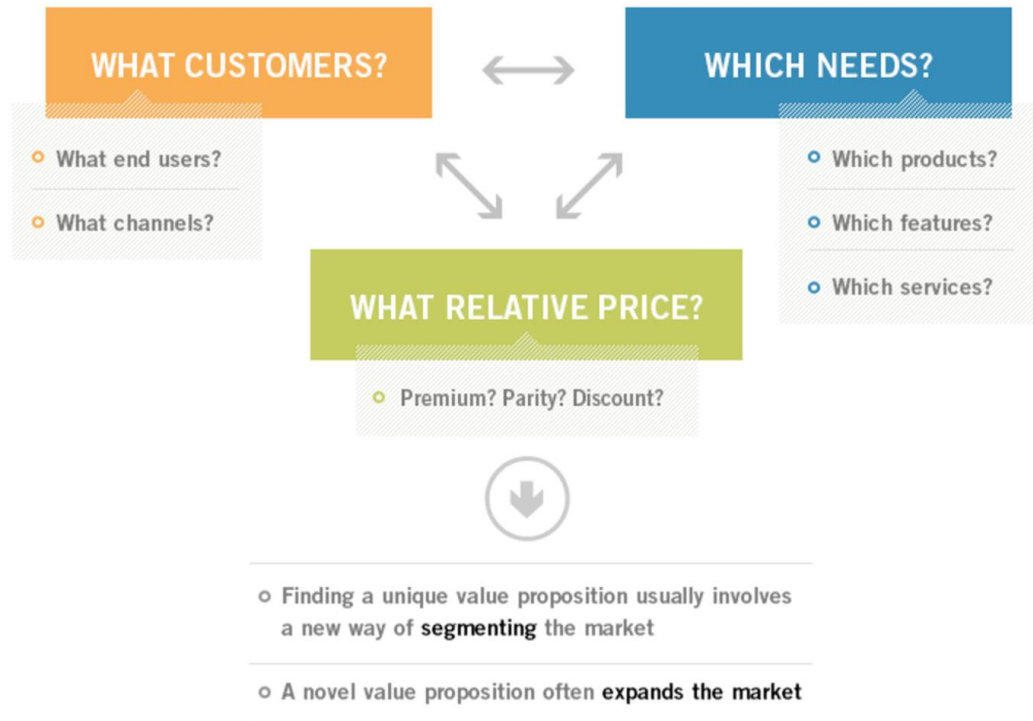 WHAT CUSTOMERS?
What end users?
What channels?
WHICH NEEDS?
Which products?
Which features?
Which services?
WHAT RELATIVE PRICE?
Premium? Parity? Discount?
Finding a unique value proposition usually involves
a new way of segmenting the market
A novel value proposition often expands the market